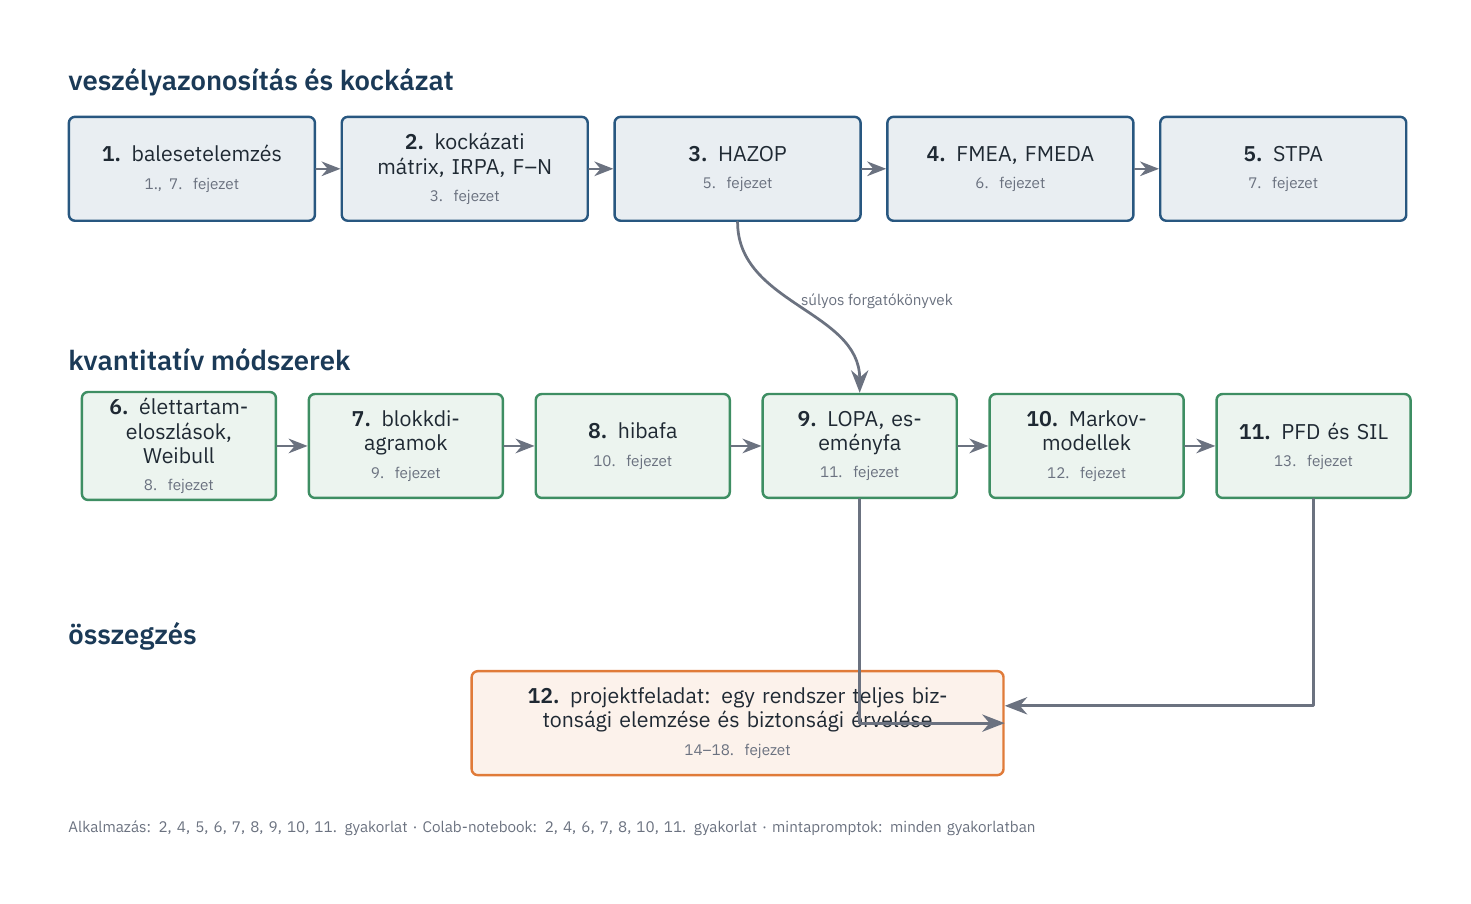 veszélyazonosítás és kockázat
1. balesetelemzés
1., 7. fejezet
2. kockázati
mátrix, IRPA, F–N
3. fejezet
3. HAZOP
5. fejezet
4. FMEA, FMEDA
6. fejezet
5. STPA
7. fejezet
súlyos forgatókönyvek
kvantitatív módszerek
6. élettartam-
eloszlások,
Weibull
8. fejezet
7. blokkdi-
agramok
9. fejezet
8. hibafa
10. fejezet
9. LOPA, es-
eményfa
11. fejezet
10. Markov-
modellek
12. fejezet
11. PFD és SIL
13. fejezet
összegzés
12. projektfeladat: egy rendszer teljes biz-
tonsági elemzése és biztonsági érvelése
14–18. fejezet
Alkalmazás: 2, 4, 5, 6, 7, 8, 9, 10, 11. gyakorlat · Colab-notebook: 2, 4, 6, 7, 8, 10, 11. gyakorlat · mintapromptok: minden gyakorlatban